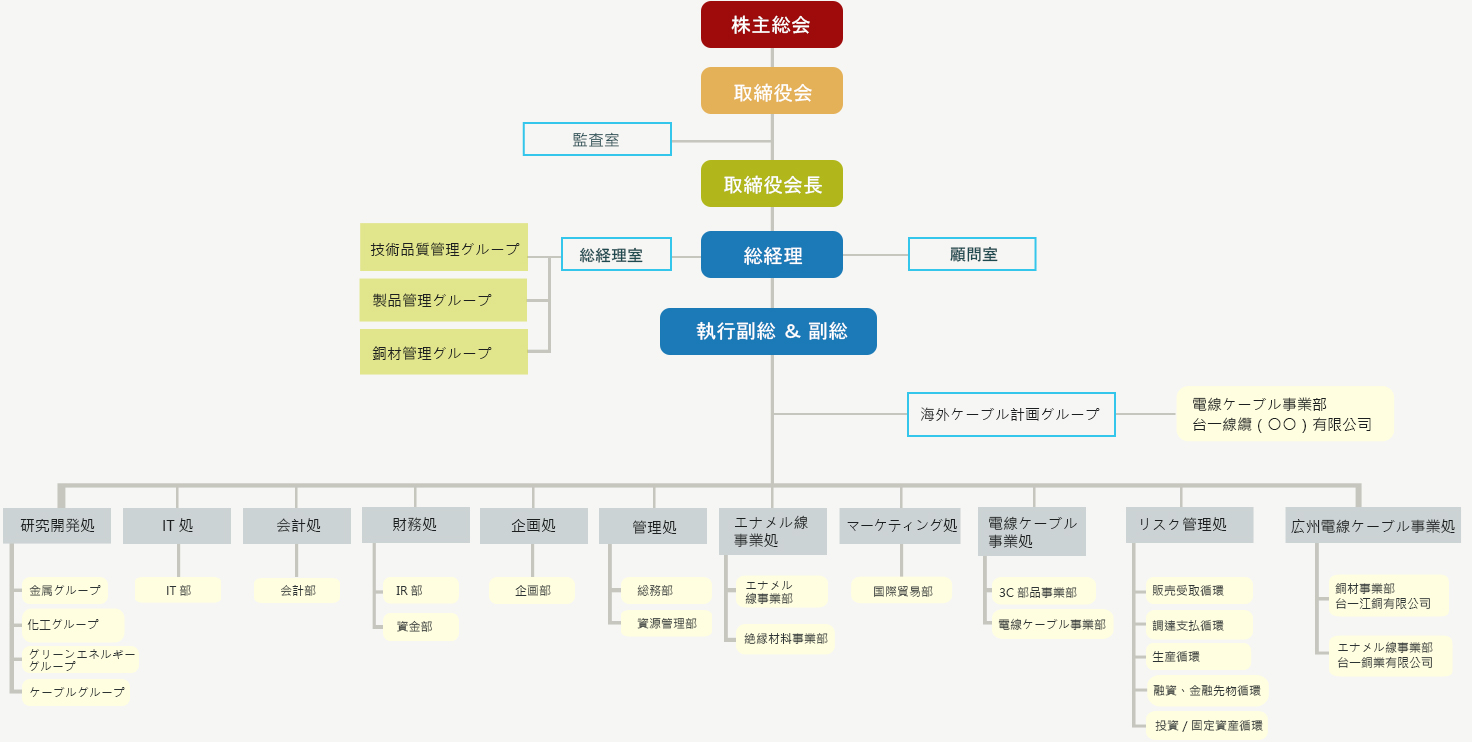 株主総会
取締役会
監査室
取締役会長
技術品質管理グループ
総経理室
総経理
顧問室
製品管理グループ
執行副総 & 副総
銅材管理グループ
海外ケーブル計画グループ
電線ケーブル事業部
台一線纜 ( 〇〇 ) 有限公司
研究開発処
IT 処
会計処
財務処
企画処
管理処
エナメル線
事業処
マーケティング処
電線ケーブル
事業処
リスク管理処
広州電線ケーブル事業処
金属グループ
化工グループ
グリーンエネルギー
グループ
ケーブルグループ
IT 部
会計部
IR 部
資金部
企画部
総務部
資源管理部
エナメル
線事業部
絶縁材料事業部
国際貿易部
3C 部品事業部
電線ケーブル事業部
販売受取循環
調達支払循環
生産循環
融資、金融先物循環
投資 / 固定資産循環
銅材事業部
台一江銅有限公司
エナメル線事業部
台一銅業有限公司